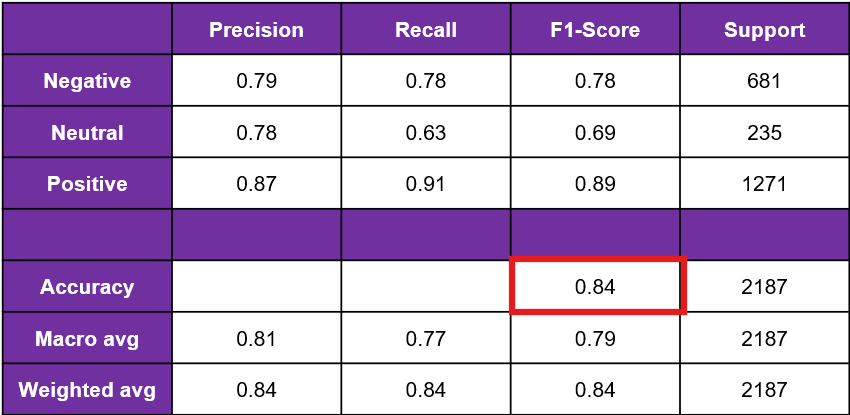 Precision Recall F1-Score Support
Negative 0.79 0.78 0.78 681
Neutral 0.78 0.63 0.69 235
Positive 0.87 0.91 0.89 1271
Accuracy 0.84 2187
Macro avg 0.81 0.77 0.79 2187
Weighted avg 0.84 0.84 0.84 2187